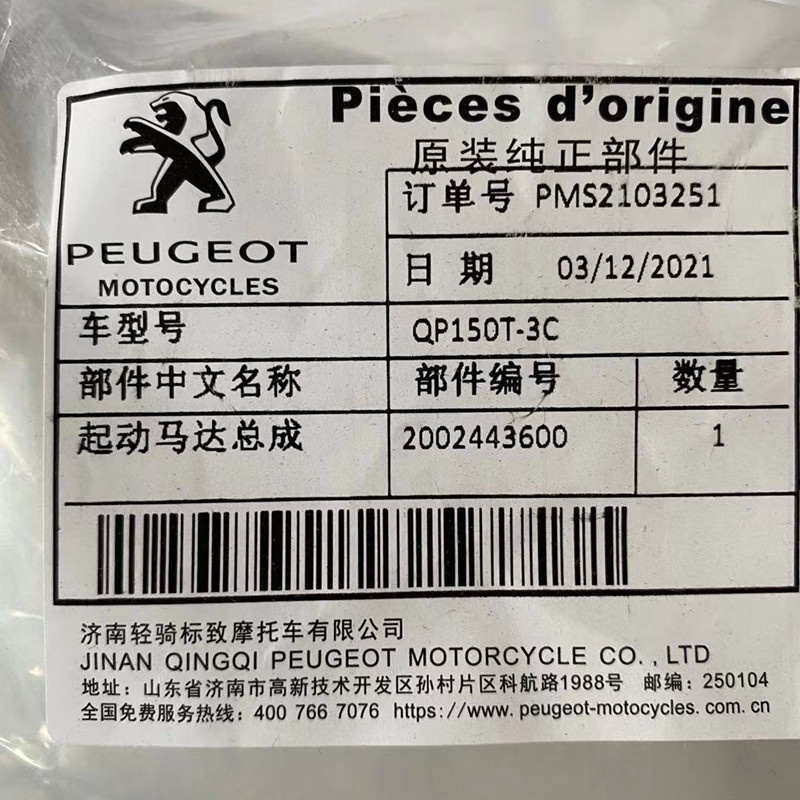 Pièces d'origine
原装纯正部件
PEUGEOT
MOTOCYCLES
订单号 PMS2103251
日 期 03/12/2021
车型号 QP150T-3C
部件中文名称 部件编号 数量
起动马达总成 2002443600 1
济南轻骑标致摩托车有限公司
JINAN QINGQI PEUGEOT MOTORCYCLE CO.,LTD
地址：山东省济南市高新技术开发区孙村片区科航路1988号 邮编：250104
全国免费服务热线：400 766 7076 https://www.peugeot-motocycles.com.cn